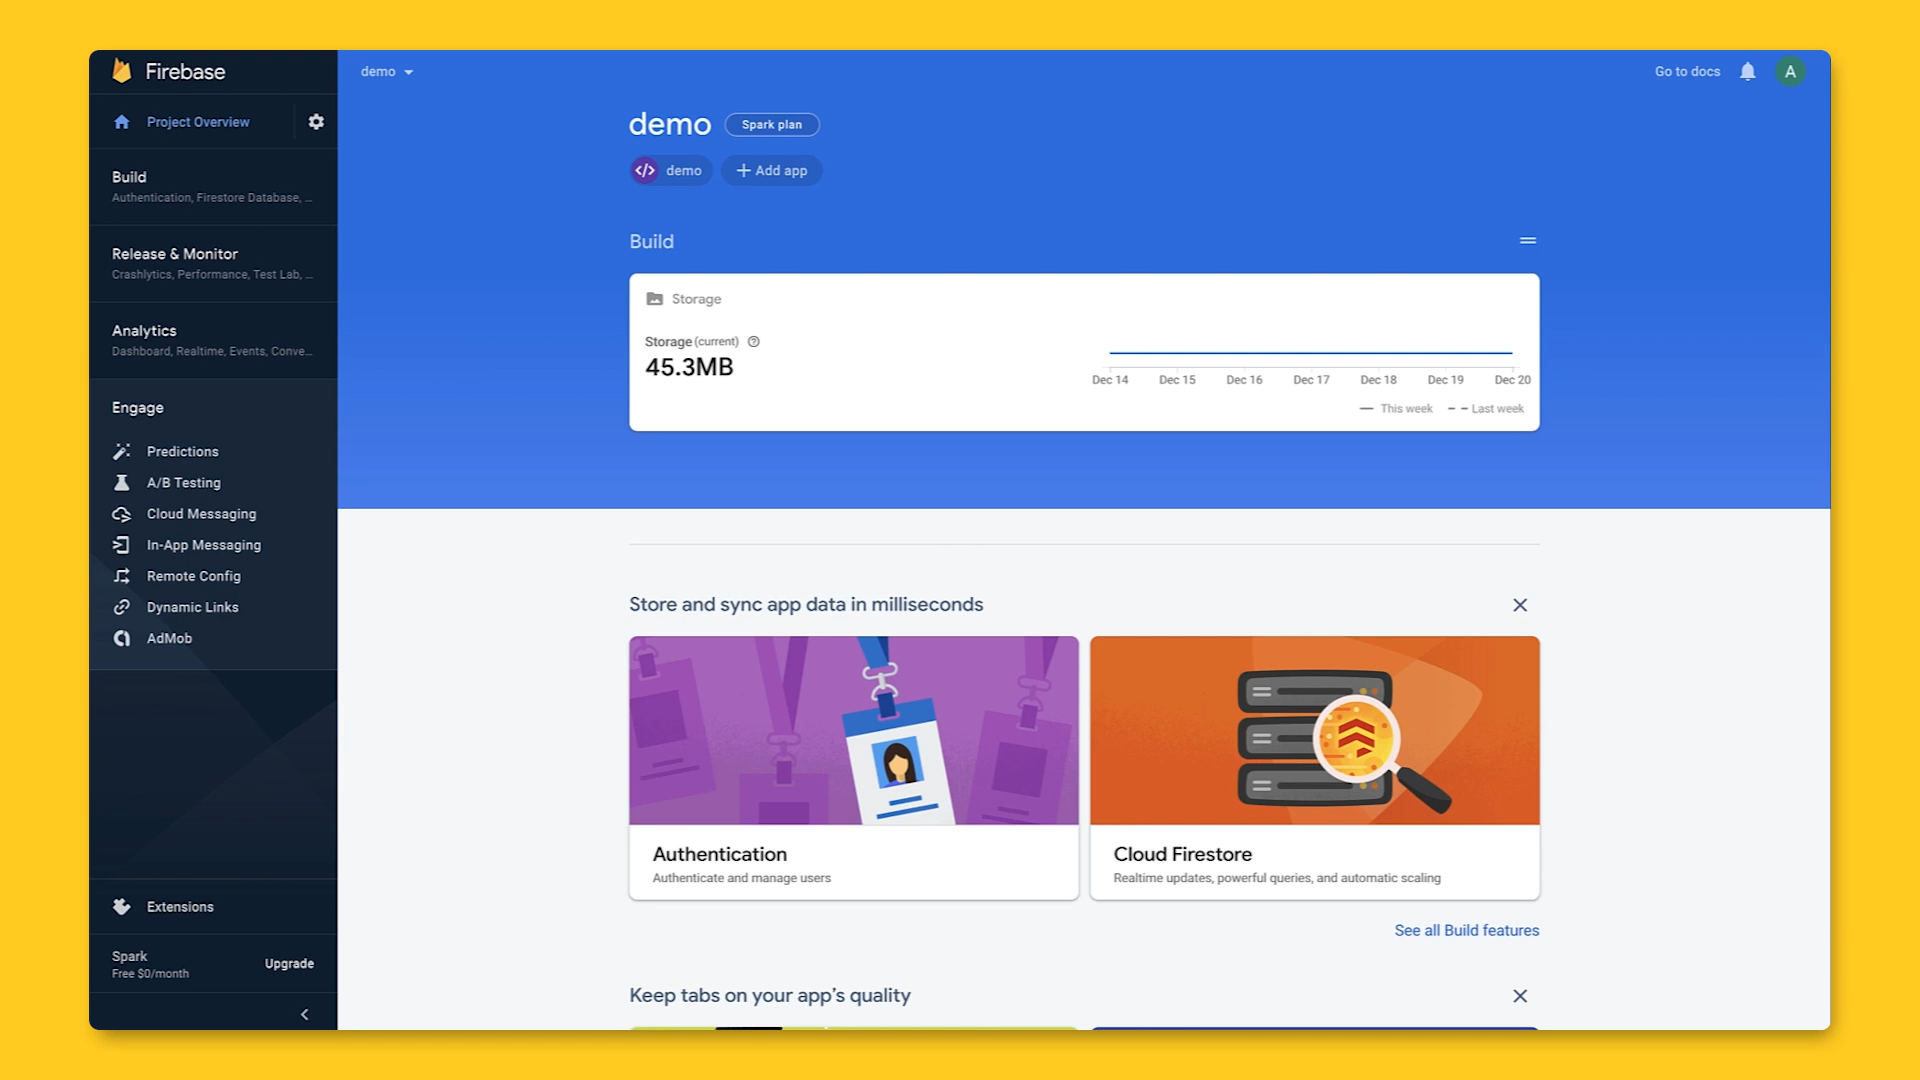 Firebase
Project Overview
Build
Authentication, Firestore Database, ...
Release & Monitor
Crashlytics, Performance, Test Lab, ...
Analytics
Dashboard, Realtime, Events, Conve...
Engage
Predictions
A/B Testing
Cloud Messaging
In-App Messaging
Remote Config
Dynamic Links
AdMob
Extensions
Spark
Free $0/month
Upgrade
demo
Go to docs
A
demo
Spark plan
demo
Add app
Build
Storage
Storage (current)
45.3MB
Dec 14 Dec 15 Dec 16 Dec 17 Dec 18 Dec 19 Dec 20
This week Last week
Store and sync app data in milliseconds
Authentication
Authenticate and manage users
Cloud Firestore
Realtime updates, powerful queries, and automatic scaling
See all Build features
Keep tabs on your app's quality